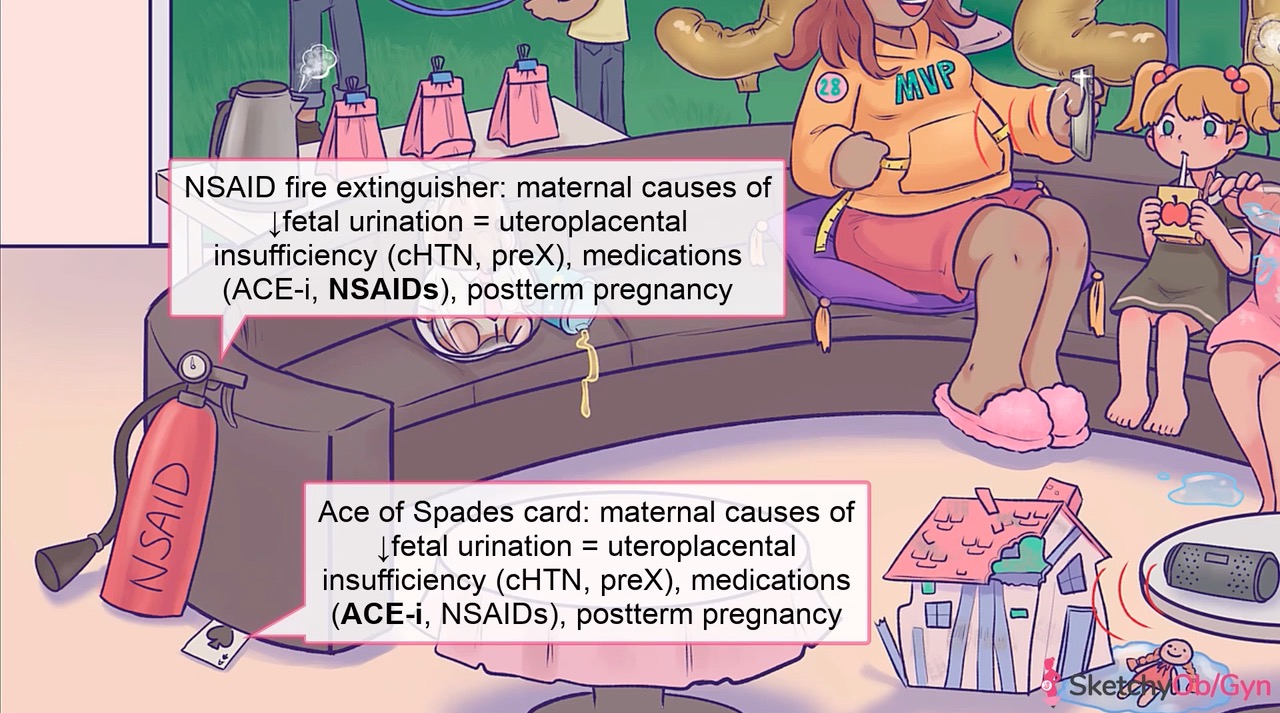 28
MVP
NSAID fire extinguisher: maternal causes of
↓fetal urination = uteroplacental
insufficiency (cHTN, preX), medications
(ACE-i, NSAIDs), postterm pregnancy
NSAID
Ace of Spades card: maternal causes of
↓fetal urination = uteroplacental
insufficiency (cHTN, preX), medications
(ACE-i, NSAIDs), postterm pregnancy
SketchyOb/Gyn